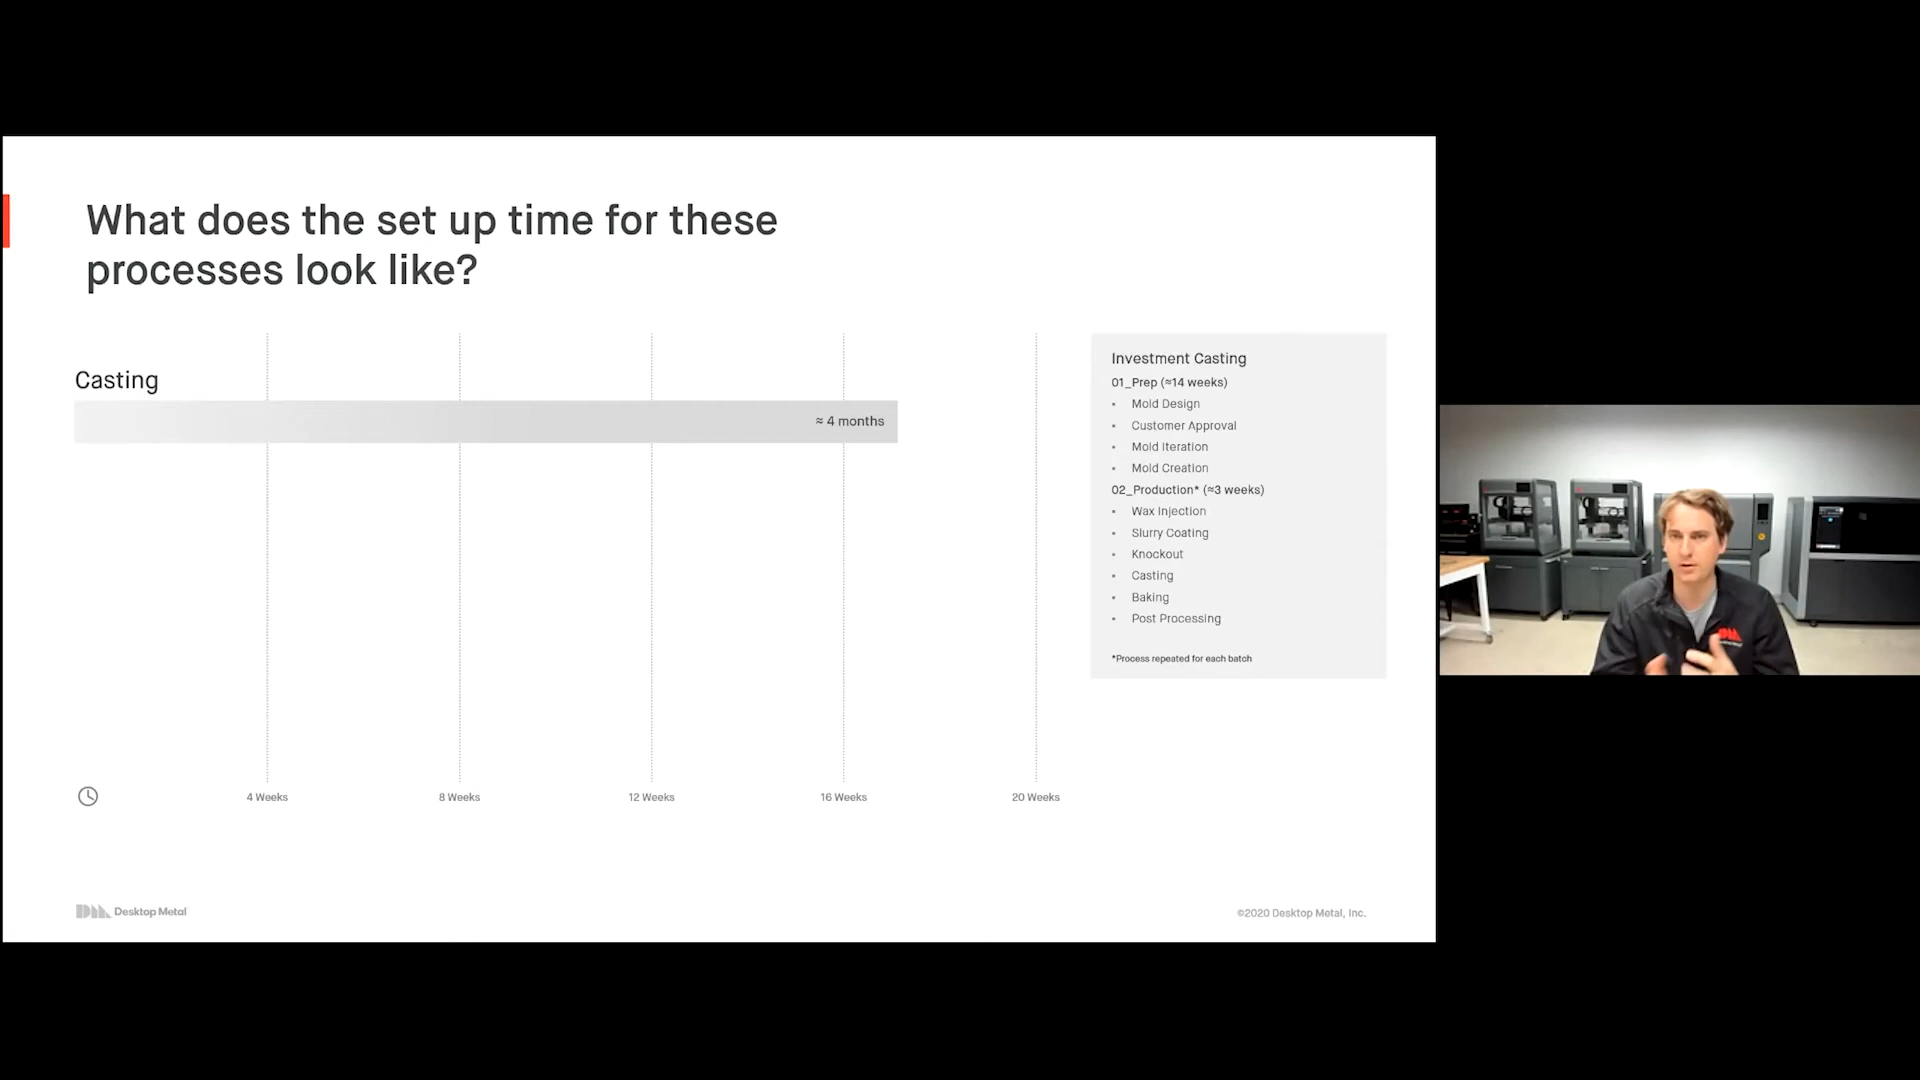 What does the set up time for these
processes look like?
Casting
≈ 4 months
4 Weeks
8 Weeks
12 Weeks
16 Weeks
20 Weeks
Investment Casting
01_Prep (≈14 weeks)
▪ Mold Design
▪ Customer Approval
▪ Mold Iteration
▪ Mold Creation
02_Production* (≈3 weeks)
▪ Wax Injection
▪ Slurry Coating
▪ Knockout
▪ Casting
▪ Baking
▪ Post Processing
*Process repeated for each batch
Desktop Metal
©2020 Desktop Metal, Inc.